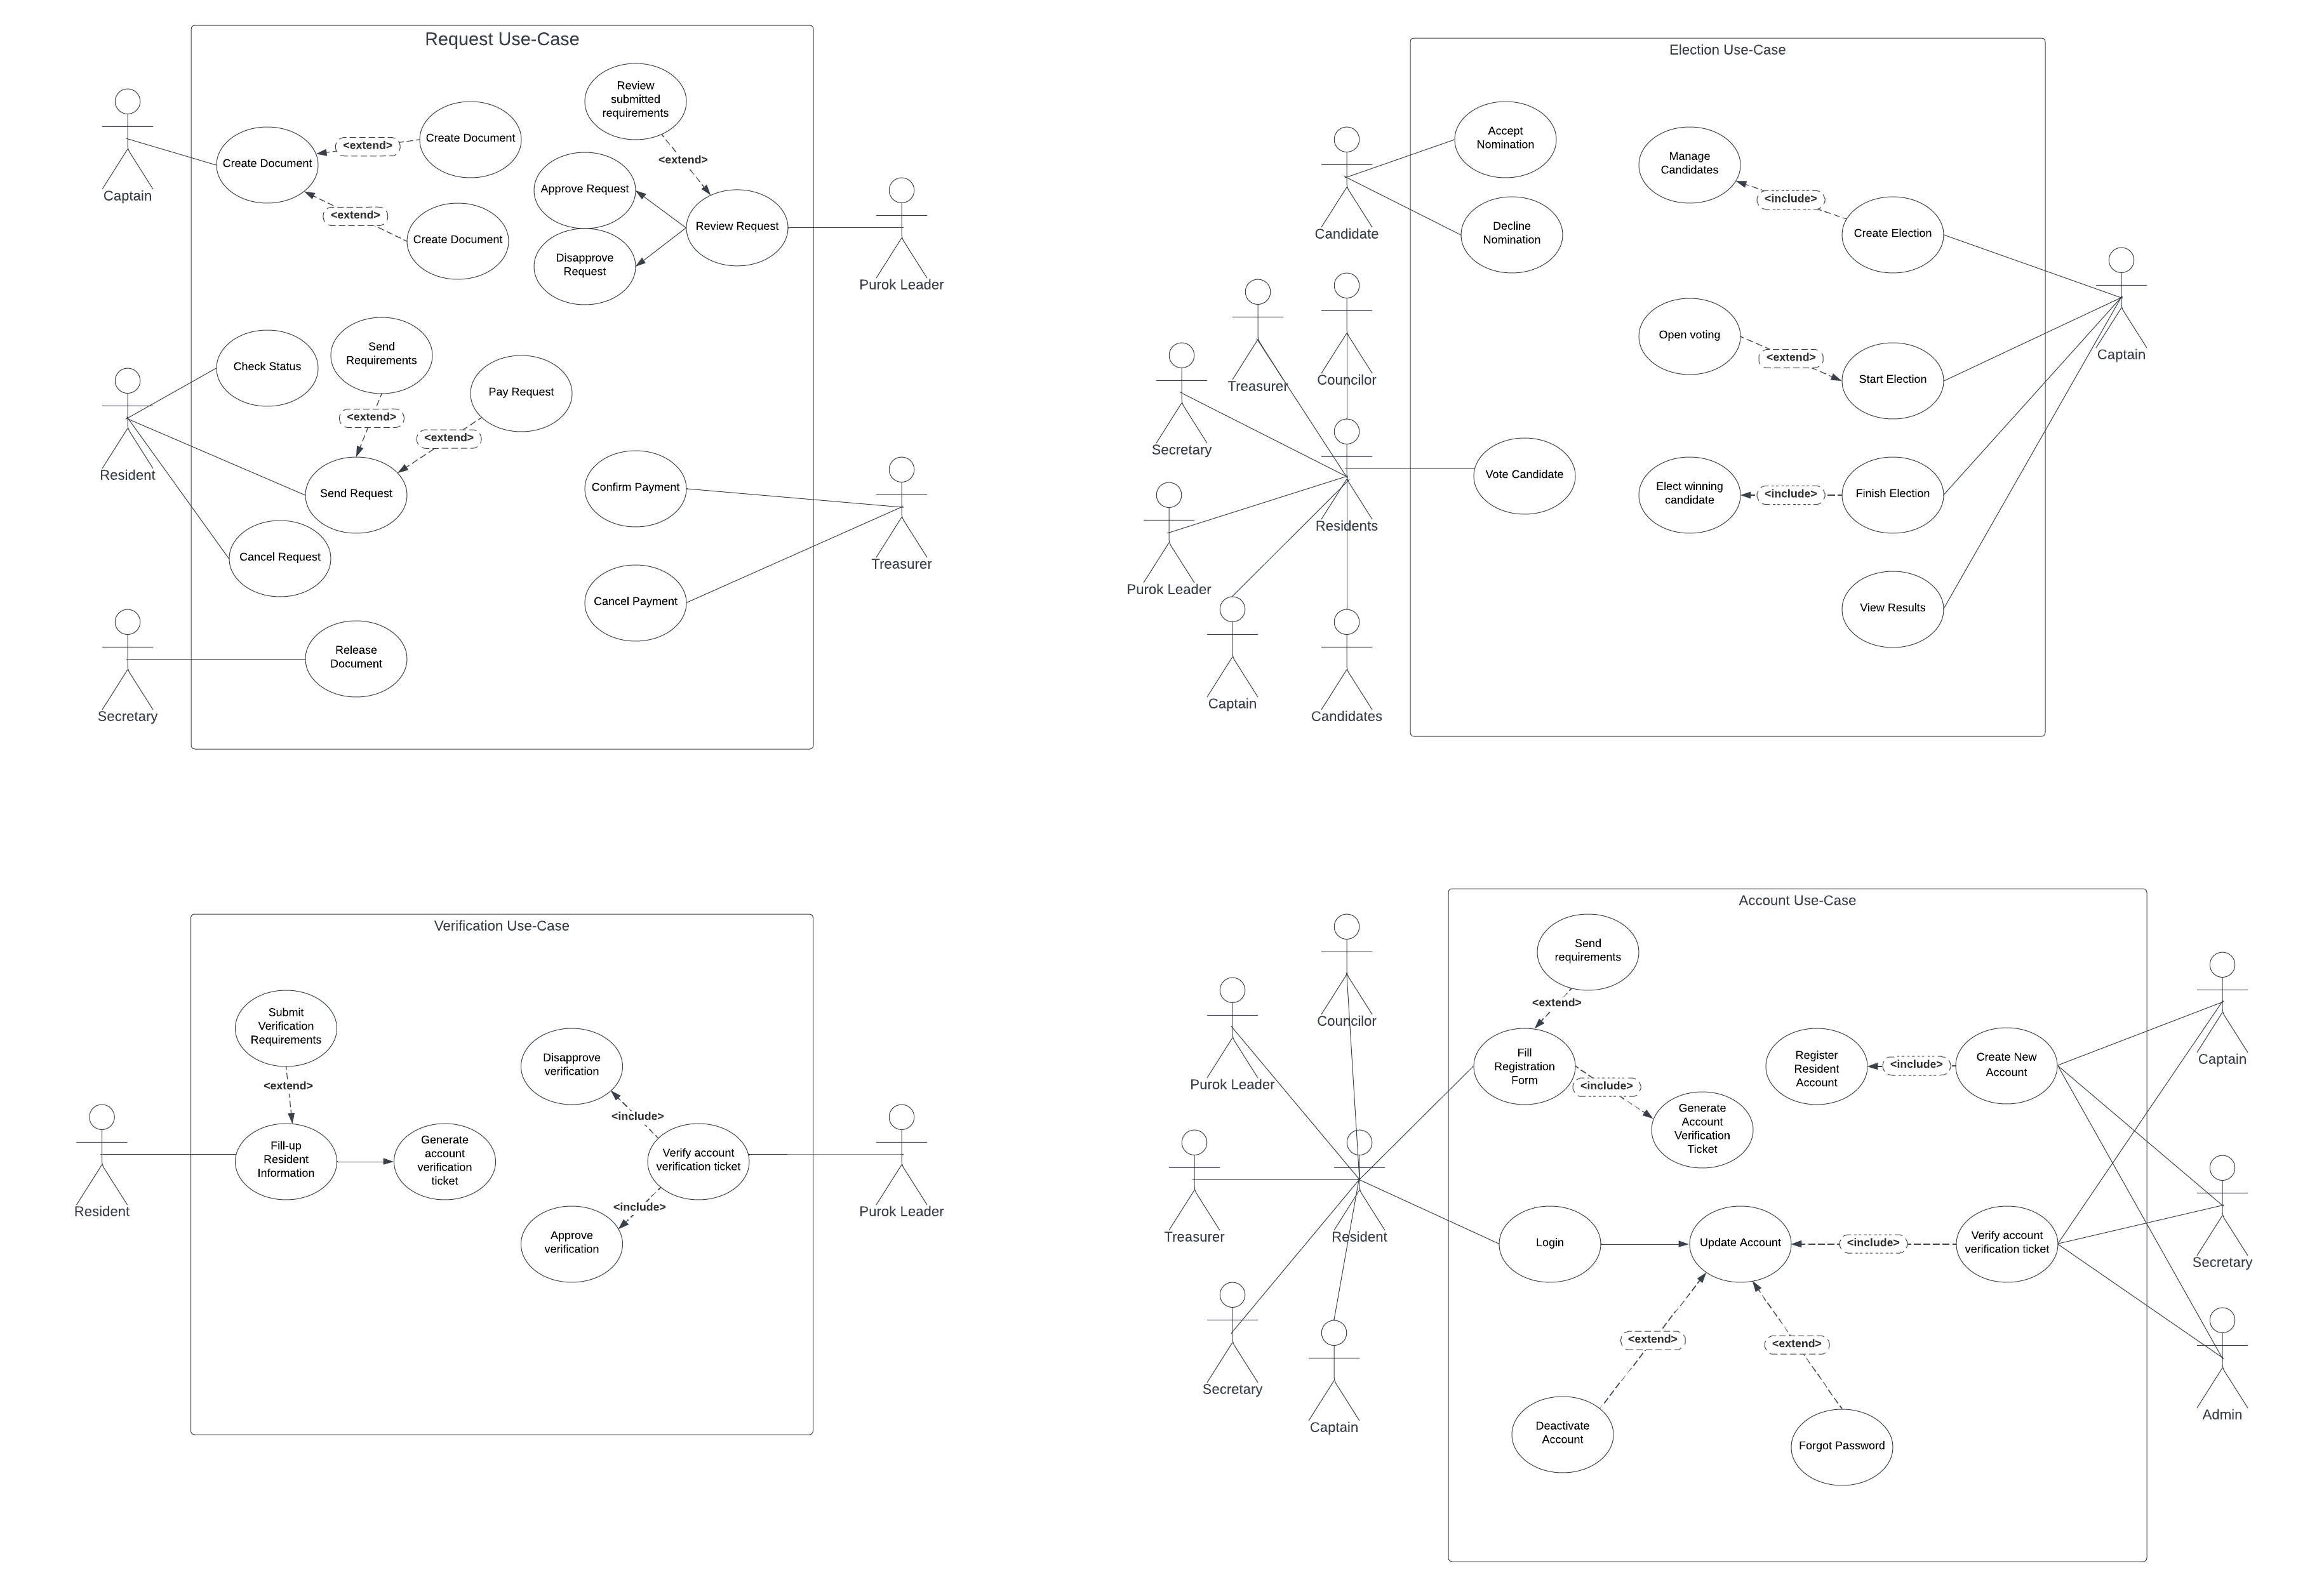 Request Use-Case
Review
submitted
requirements
Create Document
<extend>
Create Document
<extend>
Captain
Approve Request
<extend>
Create Document
Review Request
Disapprove
Request
Purok Leader
Send
Requirements
Check Status
Pay Request
<extend>
<extend>
Resident
Send Request
Confirm Payment
Cancel Request
Treasurer
Cancel Payment
Release
Document
Secretary
Election Use-Case
Accept
Nomination
Manage
Candidates
<include>
Candidate
Decline
Nomination
Create Election
Open voting
<extend>
Captain
Start Election
Treasurer
Councilor
Secretary
Vote Candidate
Elect winning
candidate
<include>
Finish Election
Residents
Purok Leader
View Results
Captain
Candidates
Verification Use-Case
Submit
Verification
Requirements
<extend>
Disapprove
verification
<include>
Fill-up
Resident
Information
Generate
account
verification
ticket
Verify account
verification ticket
Resident
<include>
Purok Leader
Approve
verification
Account Use-Case
Send
requirements
<extend>
Councilor
Fill
Registration
Form
Register
Resident
Account
<include>
Create New
Account
Captain
Purok Leader
<include>
Generate
Account
Verification
Ticket
Treasurer
Resident
Login
Update Account
<include>
Verify account
verification ticket
Secretary
<extend>
<extend>
Secretary
Captain
Deactivate
Account
Forgot Password
Admin